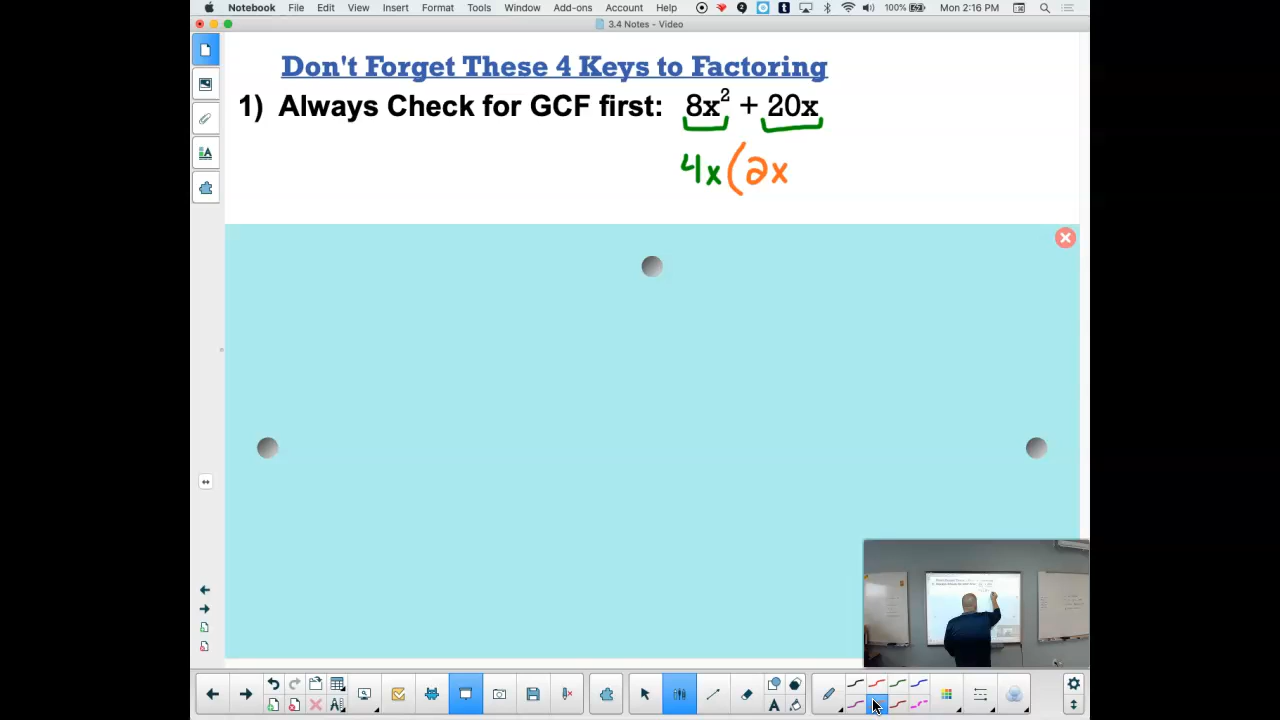 Notebook File Edit View Insert Format Tools Window Add-ons Account Help 100% Mon 2:16 PM
3.4 Notes - Video
Don't Forget These 4 Keys to Factoring
1) Always Check for GCF first: 8x² + 20x
4x(2x